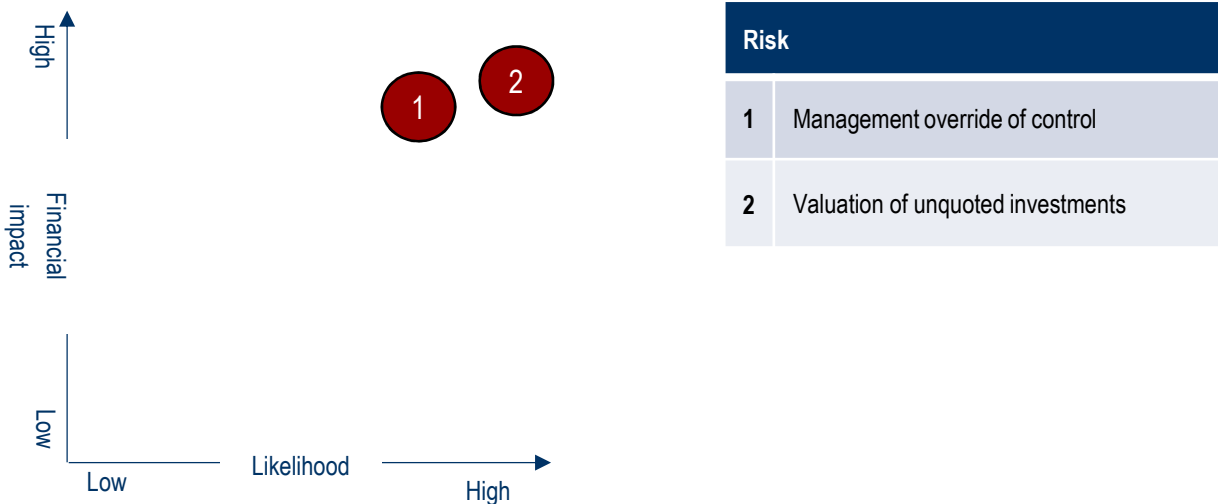 High
Financial
impact
Low
1
2
Low
Likelihood
High
Risk
1 Management override of control
2 Valuation of unquoted investments